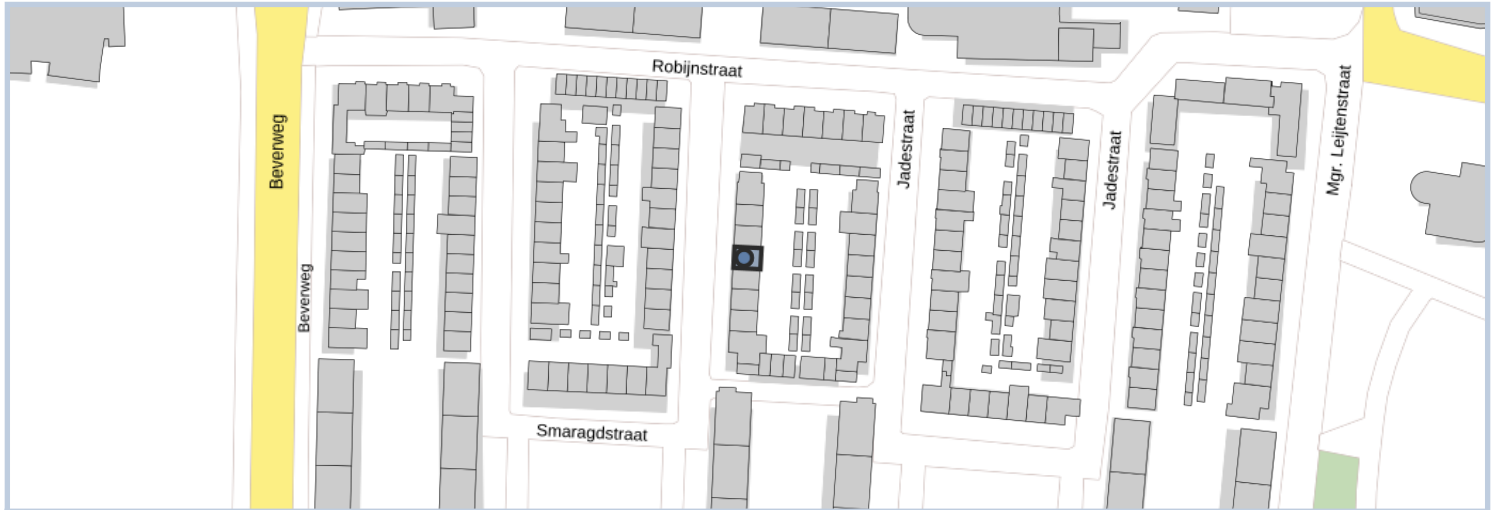 Robijnstraat
Beverweg
Jadestraat
Jadestraat
Mgr. Leijtenstraat
Beverweg
Smaragdstraat